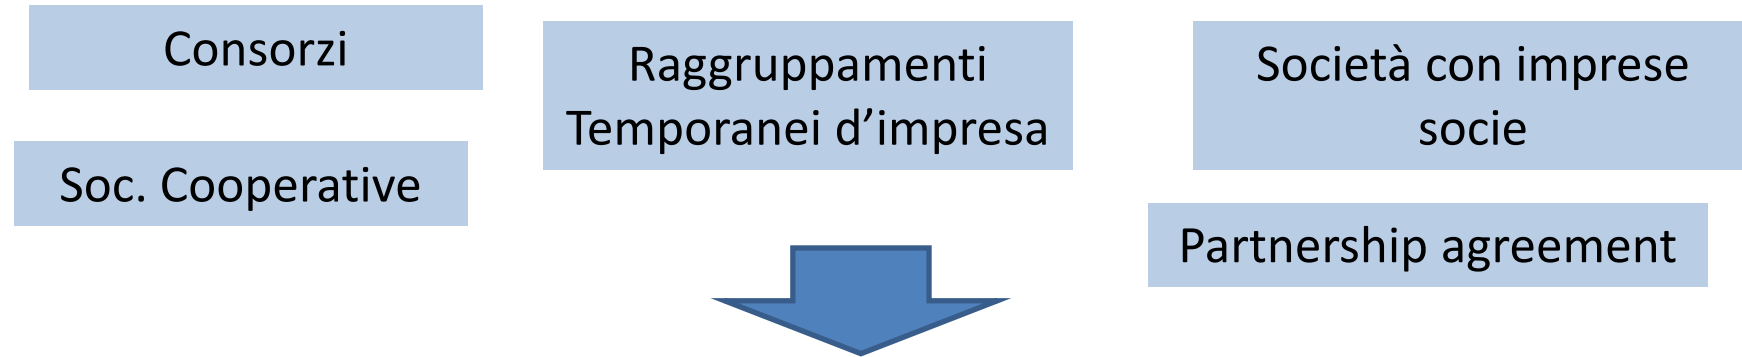 Consorzi
Soc. Cooperative
Raggruppamenti
Temporanei d’impresa
Società con imprese
socie
Partnership agreement